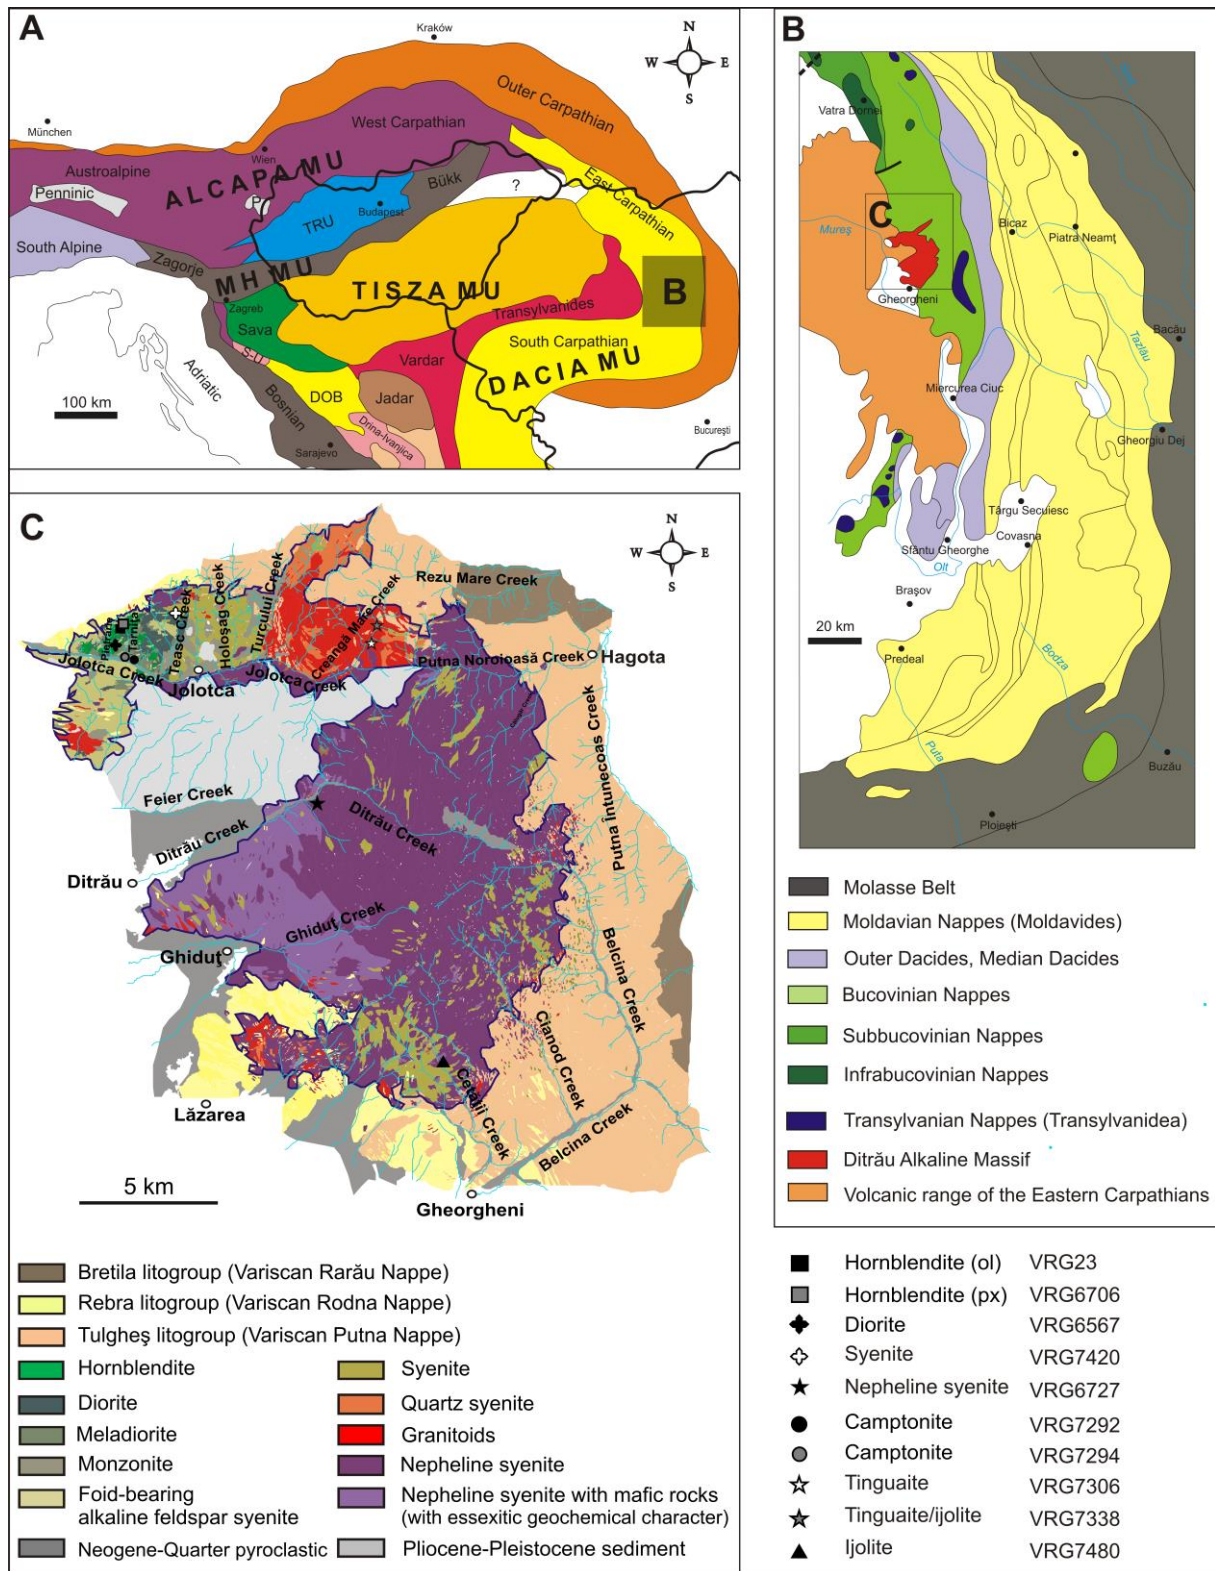 A
Kraków
N
W E
S
Outer Carpathian
München
West Carpathian
Wien
Austroalpine
ALCAPA MU
Penninic
P
Bükk
?
East Carpathian
TRU
Budapest
South Alpine
Zagorje
MH MU
TISZA MU
B
Zagreb
Sava
Transylvanides
S-U
Vardar
South Carpathian
DACIA MU
Adriatic
100 km
Bosnian
DOB
Jadar
Drina-Ivanjica
Sarajevo
Bucureşti
B
Vatra Dornei
C
Mureş
Bicaz
Piatra Neamţ
Gheorgheni
Bacău
Tazlău
Miercurea Ciuc
Gheorghiu Dej
Târgu Secuiesc
Covasna
Sfântu Gheorghe
Olt
Braşov
20 km
Predeal
Bodza
Puta
Buzău
Ploieşti
Molasse Belt
Moldavian Nappes (Moldavides)
Outer Dacides, Median Dacides
Bucovinian Nappes
Subbucovinian Nappes
Infrabucovinian Nappes
Transylvanian Nappes (Transylvanidea)
Ditrău Alkaline Massif
Volcanic range of the Eastern Carpathians
C
N
W E
S
Rezu Mare Creek
Turcului Creek
Holoşag Creek
Teasc Creek
Tarniţa
Pietrarie
Creangă Mare Creek
Jolotca Creek
Jolotca
Jolotca Creek
Putna Noroioasă Creek
Hagota
Putna Întunecoas Creek
Feier Creek
Ditrău Creek
Ditrău Creek
Ditrău
Ghiduţ Creek
Ghiduţ
Belcina Creek
Cianod Creek
Cetatii Creek
Lăzarea
Belcina Creek
5 km
Gheorgheni
Bretila litogroup (Variscan Rarău Nappe)
Rebra litogroup (Variscan Rodna Nappe)
Tulgheş litogroup (Variscan Putna Nappe)
Hornblendite
Syenite
Diorite
Quartz syenite
Meladiorite
Granitoids
Monzonite
Nepheline syenite
Foid-bearing
alkaline feldspar syenite
Nepheline syenite with mafic rocks
(with essexitic geochemical character)
Neogene-Quarter pyroclastic
Pliocene-Pleistocene sediment
Hornblendite (ol) VRG23
Hornblendite (px) VRG6706
Diorite VRG6567
Syenite VRG7420
Nepheline syenite VRG6727
Camptonite VRG7292
Camptonite VRG7294
Tinguaite VRG7306
Tinguaite/ijolite VRG7338
Ijolite VRG7480